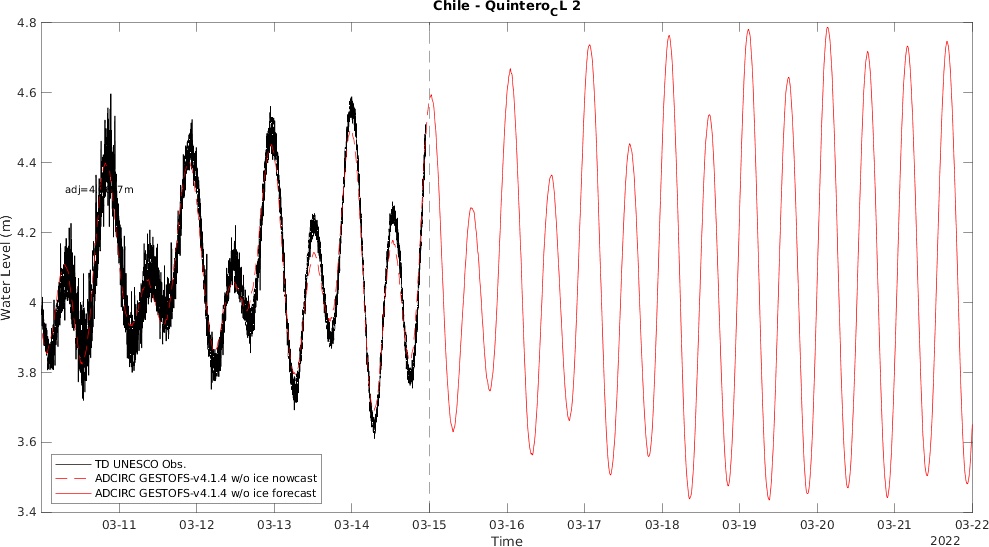 Chile - Quintero_CL 2
4.8
4.6
4.4
4.2
4
3.8
3.6
3.4
Water Level (m)
TD UNESCO Obs.
ADCIRC GESTOFS-v4.1.4 w/o ice nowcast
ADCIRC GESTOFS-v4.1.4 w/o ice forecast
03-11 03-12 03-13 03-14 03-15 03-16 03-17 03-18 03-19 03-20 03-21 03-22
Time
2022